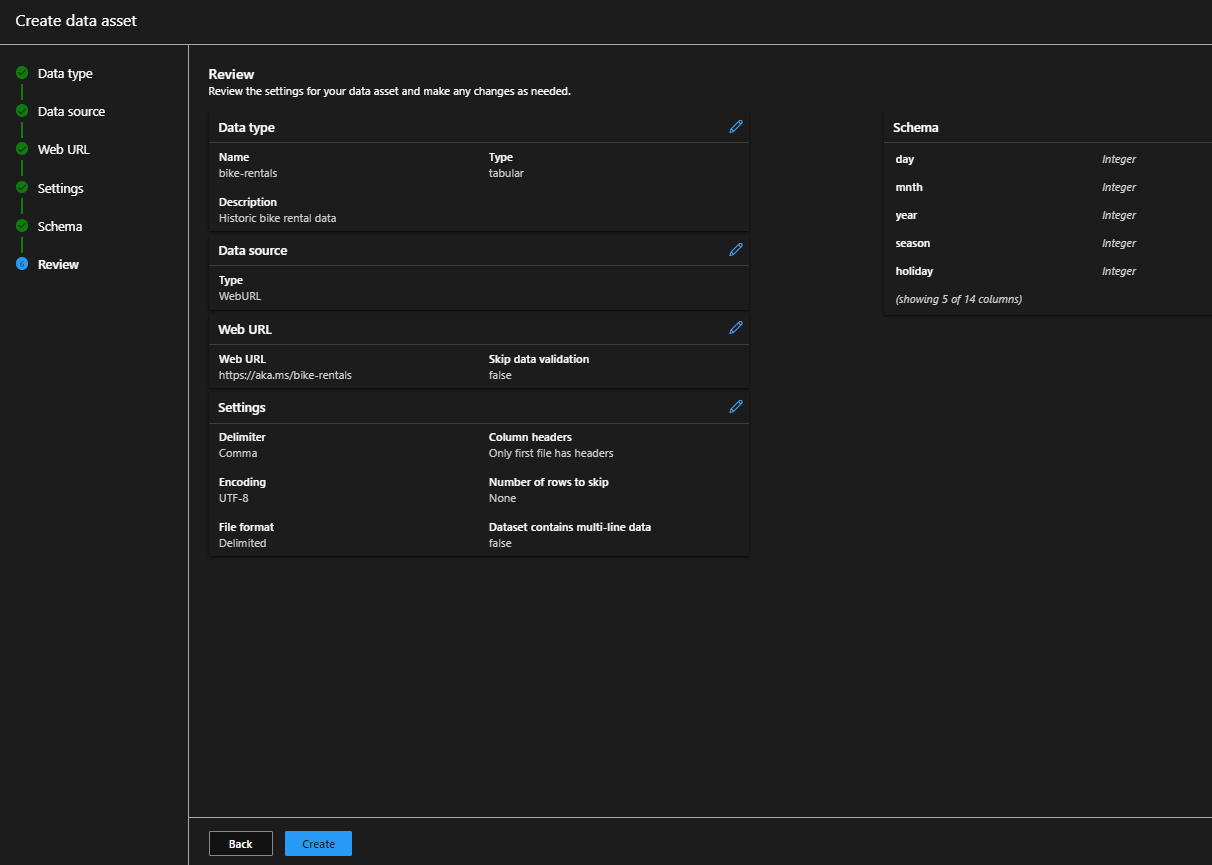 Create data asset
Data type
Data source
Web URL
Settings
Schema
6
Review
Review
Review the settings for your data asset and make any changes as needed.
Data type
Name
Type
bike-rentals
tabular
Description
Historic bike rental data
Data source
Type
WebURL
Web URL
Web URL
Skip data validation
https://aka.ms/bike-rentals
false
Settings
Delimiter
Column headers
Comma
Only first file has headers
Encoding
Number of rows to skip
UTF-8
None
File format
Dataset contains multi-line data
Delimited
false
Schema
day Integer
mnth Integer
year Integer
season Integer
holiday Integer
(showing 5 of 14 columns)
Back
Create